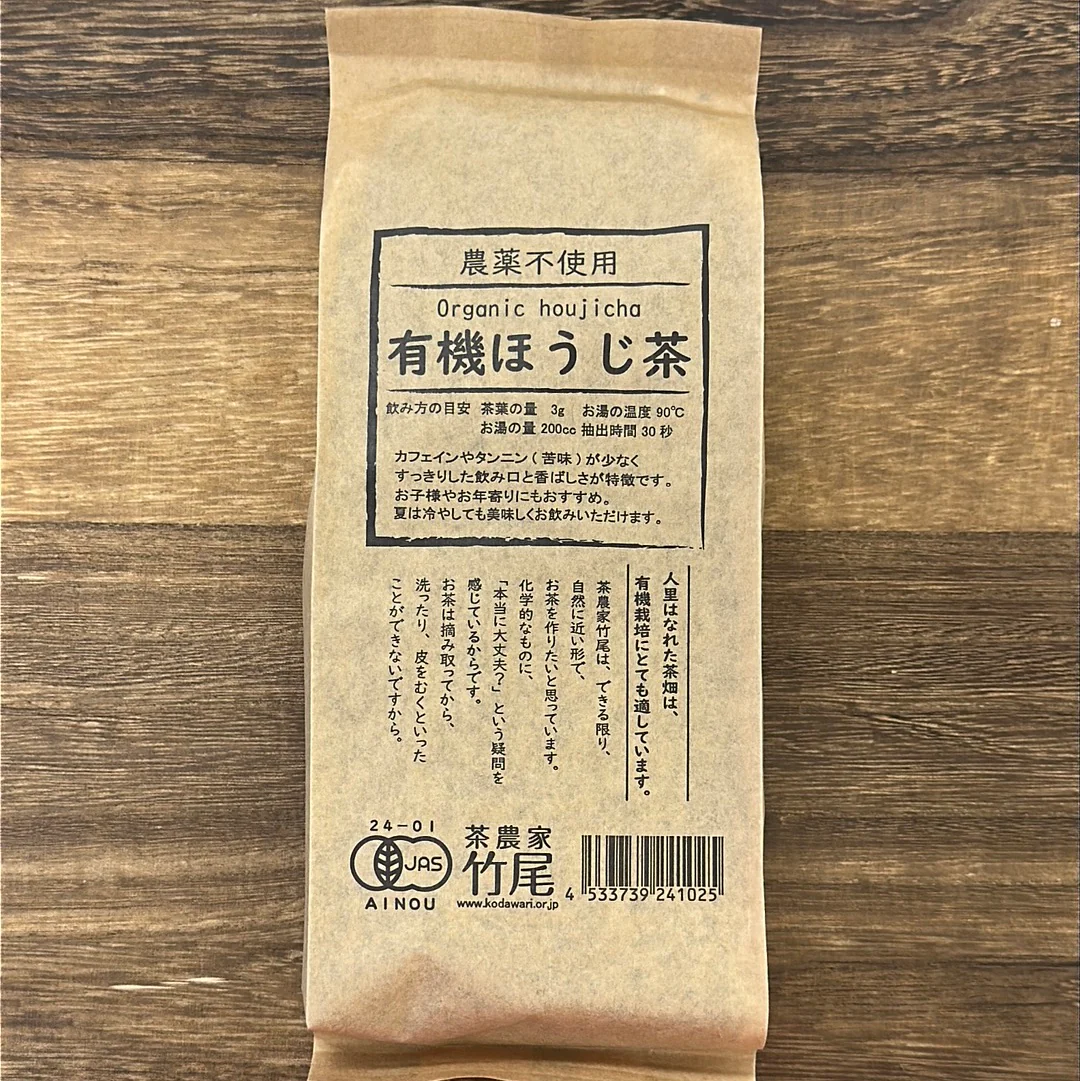 農薬不使用
Organic houjicha
有機ほうじ茶
飲み方の目安 茶葉の量 3g お湯の温度 90℃
お湯の量 200cc 抽出時間 30 秒
カフェインやタンニン(苦味)が少なく
すっきりした飲み口と香ばしさが特徴です。
お子様やお年寄りにもおすすめ。
夏は冷やしても美味しくお飲みいただけます。
人里はなれた茶畑は、
有機栽培にとても適しています。
茶農家竹尾は、できる限り、
自然に近い形で、
お茶を作りたいと思っています。
化学的なものに、
「本当に大丈夫?」という疑問を
感じているからです。
お茶は摘み取ってから、
洗ったり、皮をむくといった
ことができないですから。
24-01
JAS
AINOU
茶農家
竹尾
www.kodawari.or.jp
4 533739 241025